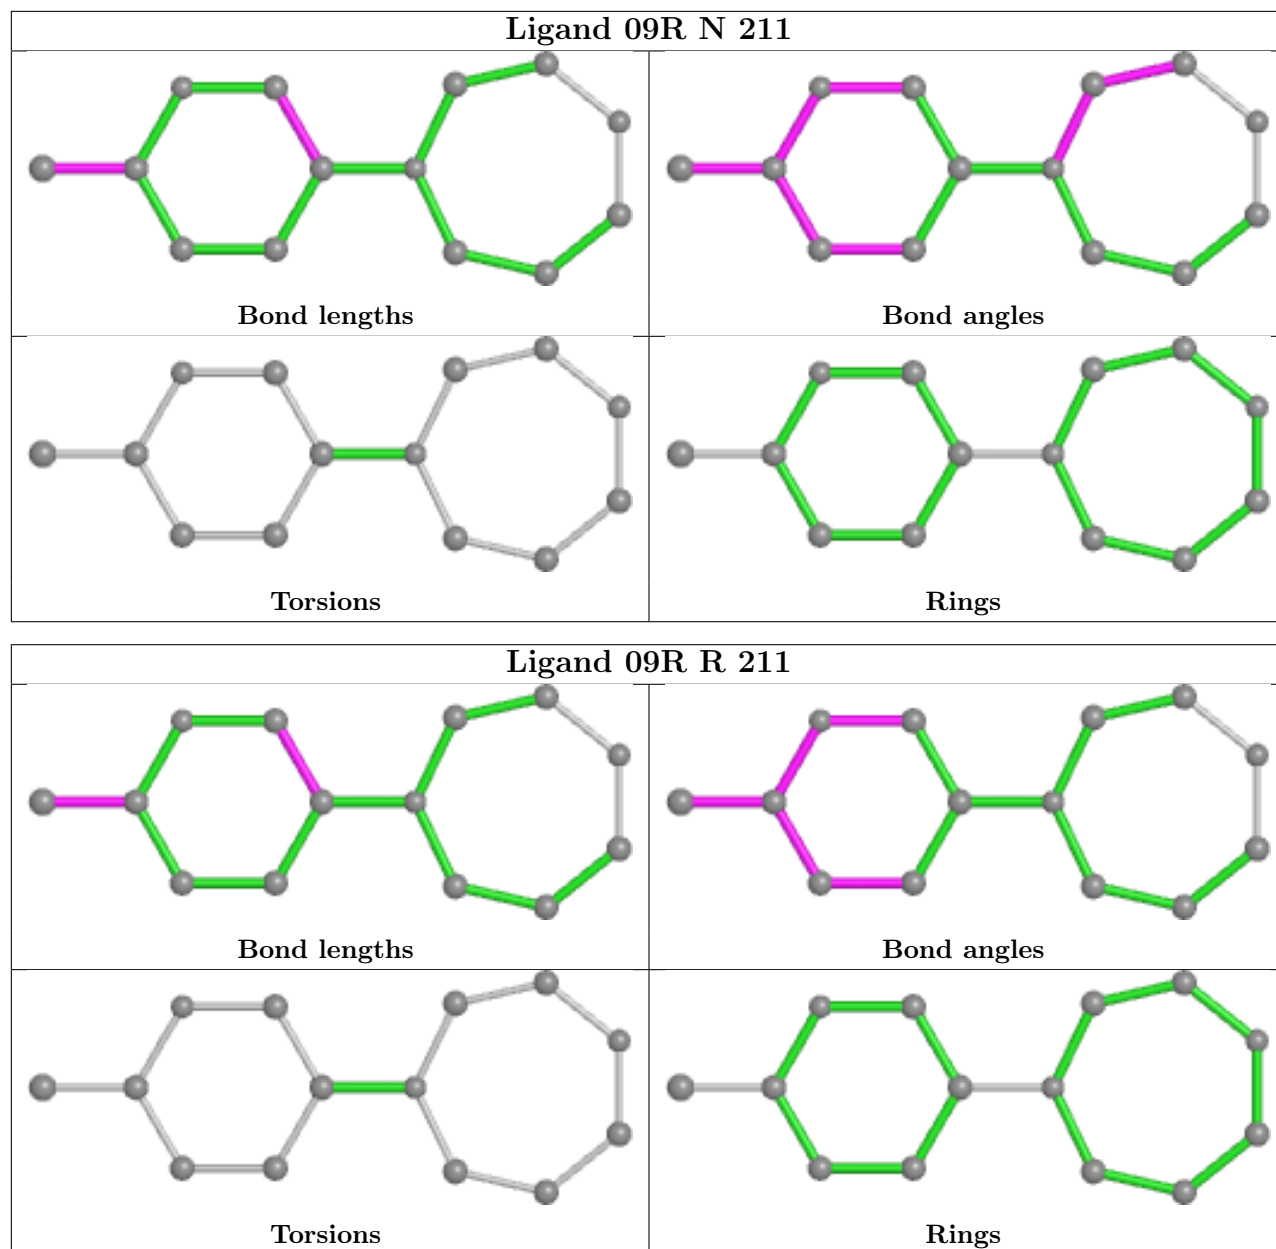 Ligand 09R N 211
Bond lengths
Bond angles
Torsions
Rings
Ligand 09R R 211
Bond lengths
Bond angles
Torsions
Rings